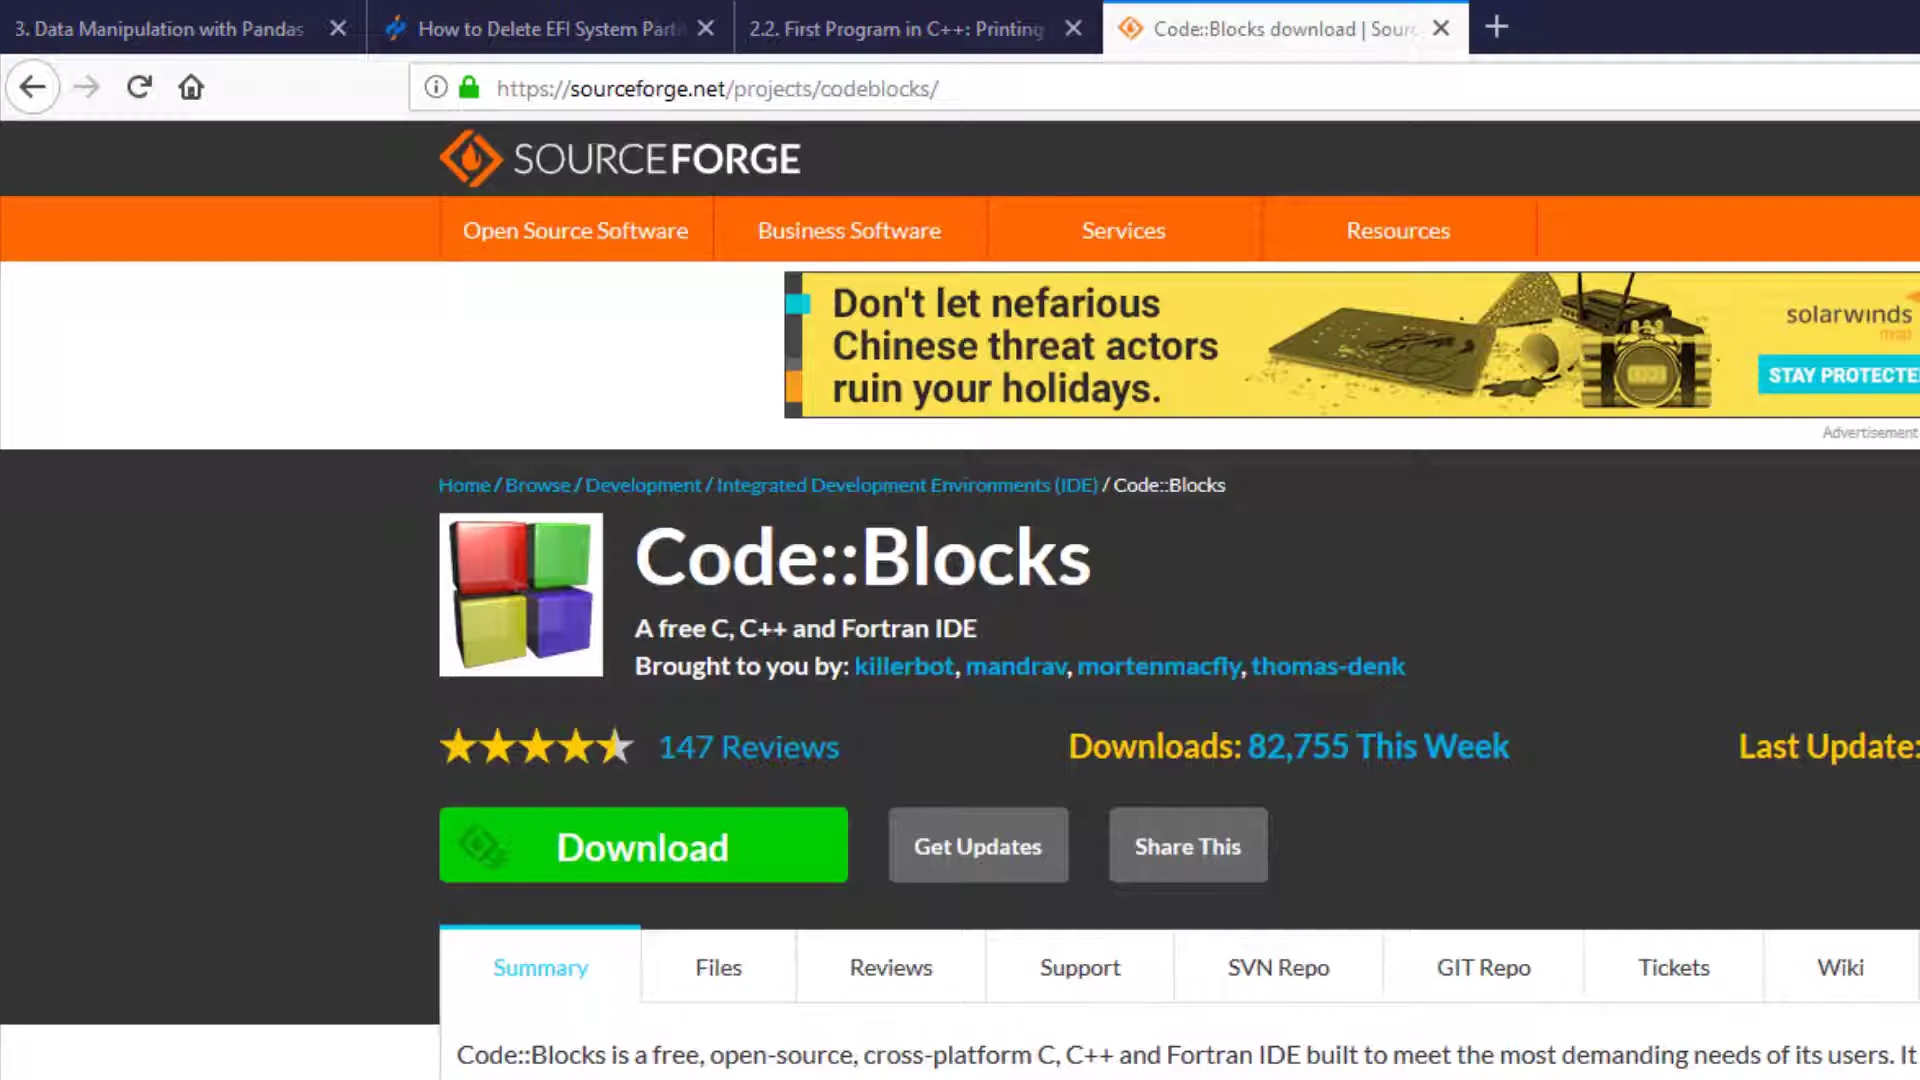 3. Data Manipulation with Pandas
How to Delete EFI System Part
2.2. First Program in C++: Printing
Code::Blocks download | Sourc
https://sourceforge.net/projects/codeblocks/
SOURCEFORGE
Open Source Software
Business Software
Services
Resources
Don't let nefarious
Chinese threat actors
ruin your holidays.
solarwinds
STAY PROTECTE
Advertisement
Home / Browse / Development / Integrated Development Environments (IDE) / Code::Blocks
Code::Blocks
A free C, C++ and Fortran IDE
Brought to you by: killerbot, mandrav, mortenmacfly, thomas-denk
147 Reviews
Downloads: 82,755 This Week
Last Update:
Download
Get Updates
Share This
Summary
Files
Reviews
Support
SVN Repo
GIT Repo
Tickets
Wiki
Code::Blocks is a free, open-source, cross-platform C, C++ and Fortran IDE built to meet the most demanding needs of its users. It